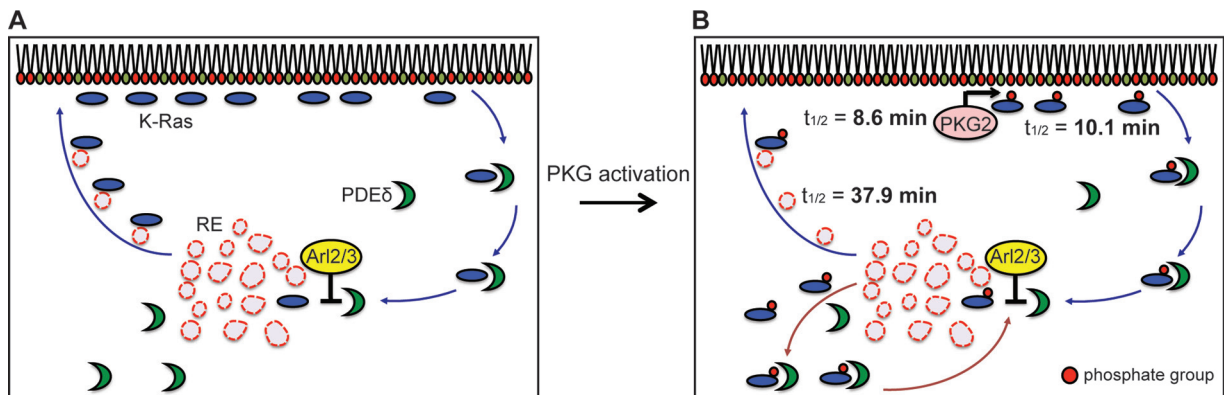 A
K-Ras
PDEδ
RE
Arl2/3
PKG activation
B
t1/2 = 8.6 min
PKG2
t1/2 = 10.1 min
t1/2 = 37.9 min
Arl2/3
phosphate group